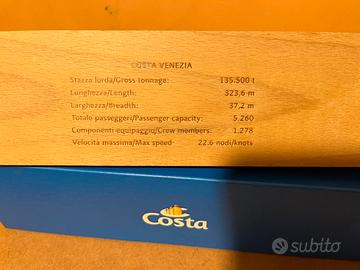 COSTA VENEZIA
Stazza lorda/Gross tonnage: 135.500 t
Lunghezza/Length: 323,6 m
Larghezza/Breadth: 37,2 m
Totale passeggeri/Passenger capacity: 5.260
Componenti equipaggio/Crew members: 1.278
Velocità massima/Max speed: 22.6 nodi/knots
Costa
subito